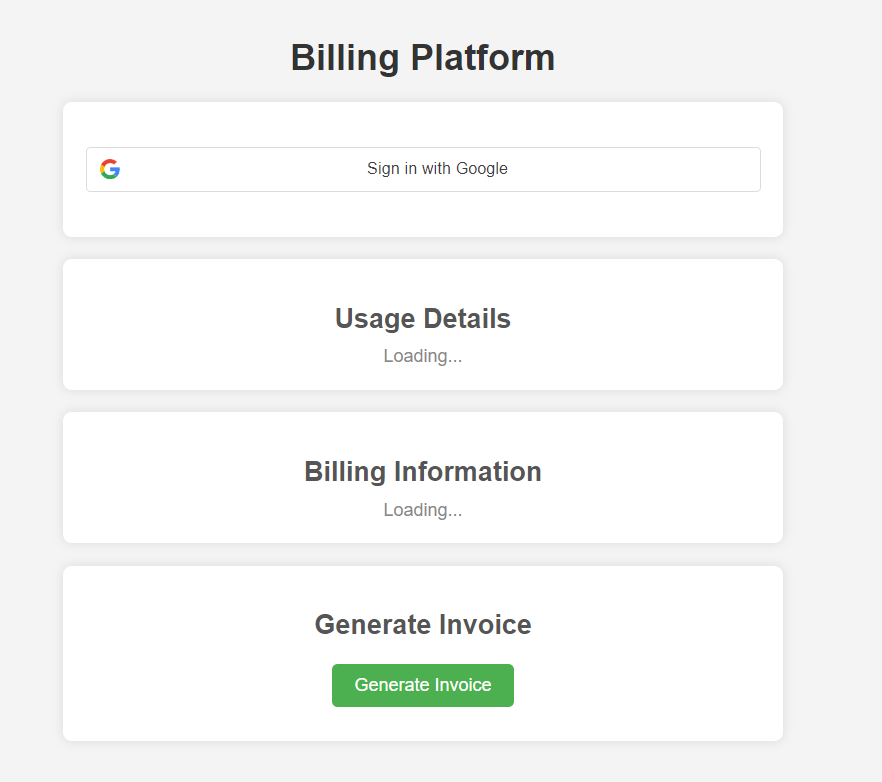 Billing Platform
Sign in with Google
Usage Details
Loading...
Billing Information
Loading...
Generate Invoice
Generate Invoice